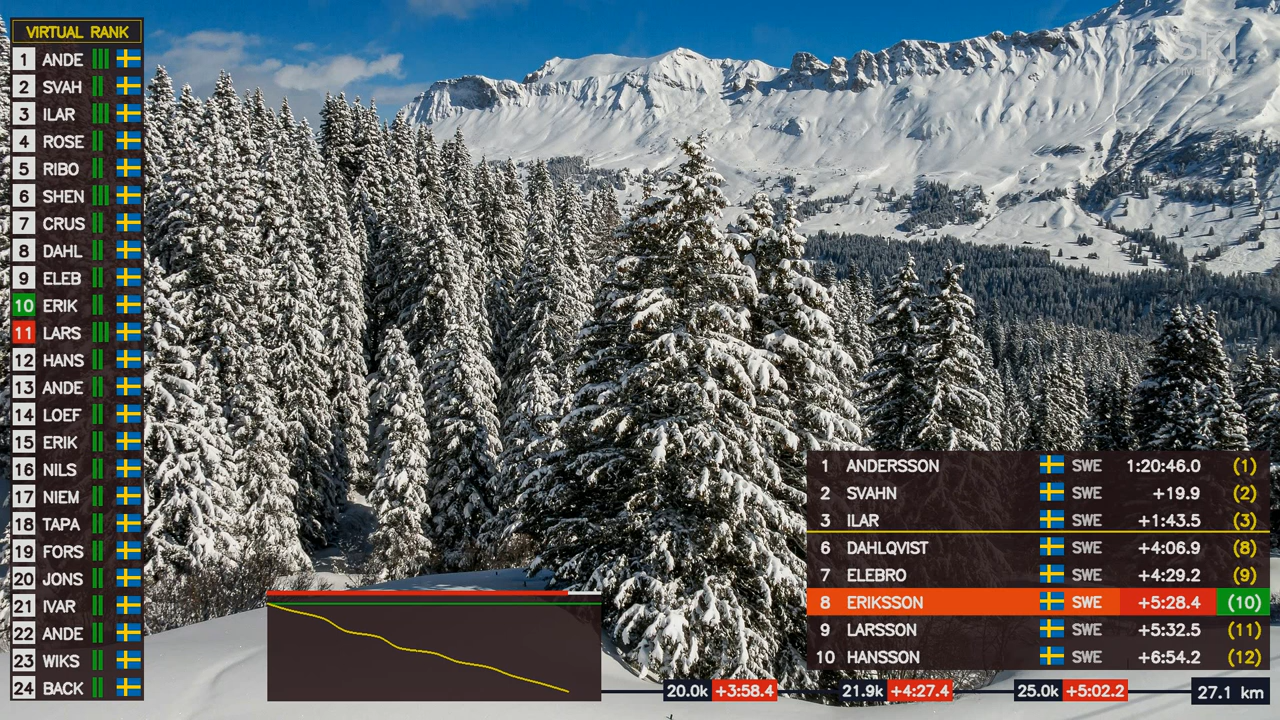 VIRTUAL RANK
1 ANDE
2 SVAH
3 ILAR
4 ROSE
5 RIBO
6 SHEN
7 CRUS
8 DAHL
9 ELEB
10 ERIK
11 LARS
12 HANS
13 ANDE
14 LOEF
15 ERIK
16 NILS
17 NIEM
18 TAPA
19 FORS
20 JONS
21 IVAR
22 ANDE
23 WIKS
24 BACK
SKI
1 ANDERSSON SWE 1:20:46.0 (1)
2 SVAHN SWE +19.9 (2)
3 ILAR SWE +1:43.5 (3)
6 DAHLQVIST SWE +4:06.9 (8)
7 ELEBRO SWE +4:29.2 (9)
8 ERIKSSON SWE +5:28.4 (10)
9 LARSSON SWE +5:32.5 (11)
10 HANSSON SWE +6:54.2 (12)
20.0k +3:58.4 21.9k +4:27.4 25.0k +5:02.2 27.1 km